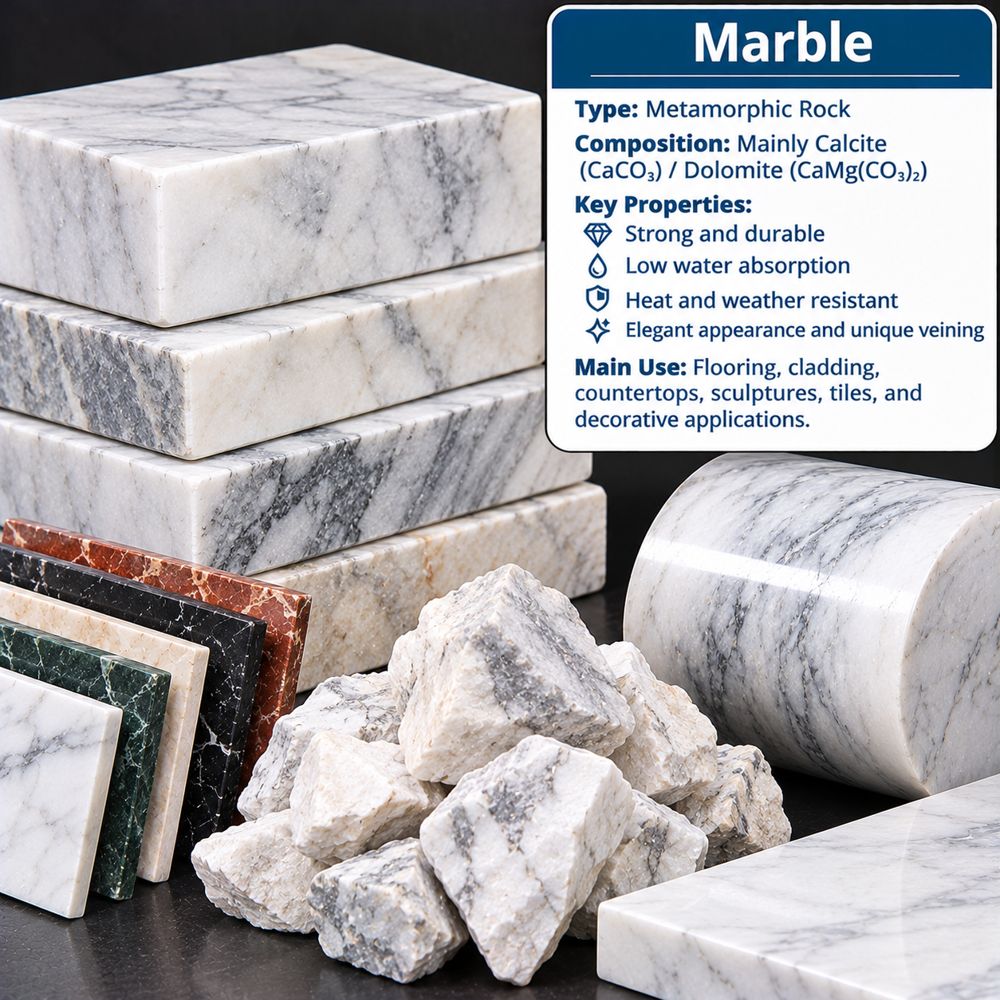 Marble
Type: Metamorphic Rock
Composition: Mainly Calcite
(CaCO₃) / Dolomite (CaMg(CO₃)₂)
Key Properties:
Strong and durable
Low water absorption
Heat and weather resistant
Elegant appearance and unique veining
Main Use: Flooring, cladding,
countertops, sculptures, tiles, and
decorative applications.